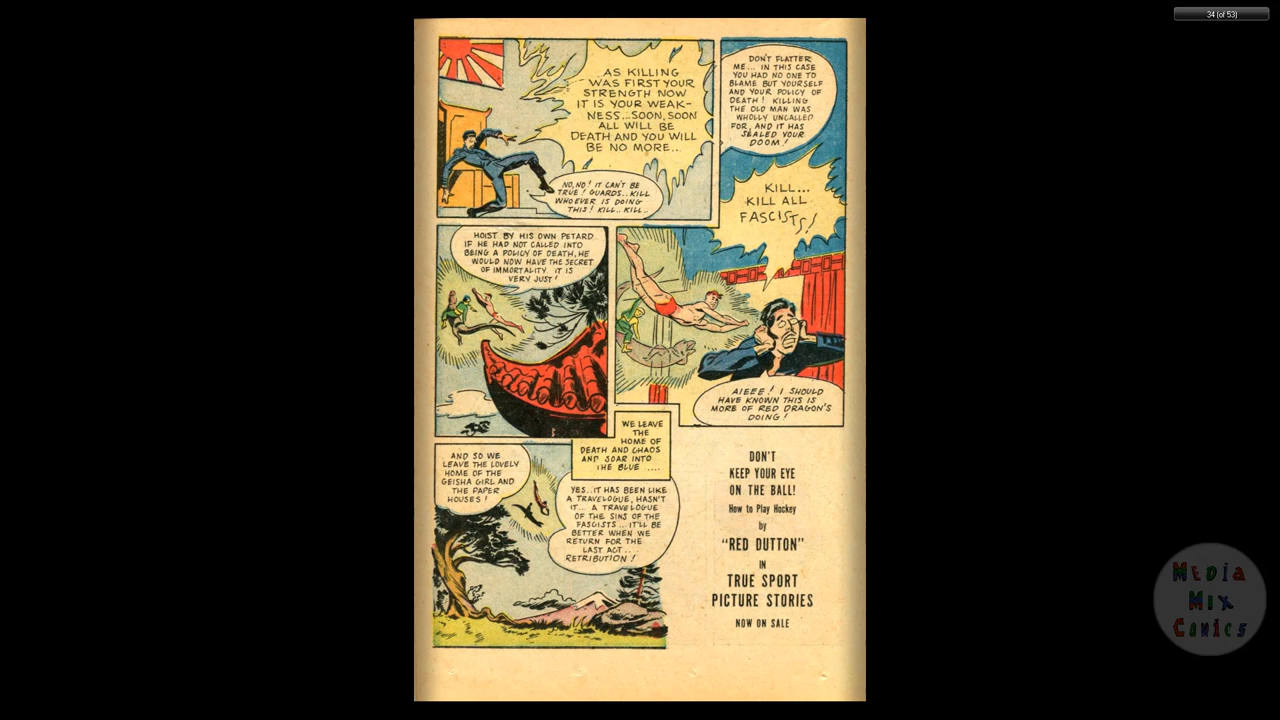 34 (of 53)
AS KILLING
WAS FIRST YOUR
STRENGTH NOW
IT IS YOUR WEAK-
NESS...SOON, SOON
ALL WILL BE
DEATH AND YOU WILL
BE NO MORE...
NO, NO! IT CAN'T BE
TRUE! GUARDS..KILL
WHOEVER IS DOING
THIS! KILL..KILL..
DON'T FLATTER
ME... IN THIS CASE
YOU HAD NO ONE TO
BLAME BUT YOURSELF
AND YOUR POLICY OF
DEATH! KILLING
THE OLD MAN WAS
WHOLLY UNCALLED
FOR, AND IT HAS
SEALED YOUR
DOOM!
KILL...
KILL ALL
FASCISTS!
HOIST BY HIS OWN PETARD
IF HE HAD NOT CALLED INTO
BEING A POLICY OF DEATH, HE
WOULD NOW HAVE THE SECRET
OF IMMORTALITY. IT IS
VERY JUST!
AIEEE! I SHOULD
HAVE KNOWN THIS IS
MORE OF RED DRAGON'S
DOING!
WE LEAVE
THE
HOME OF
DEATH AND CHAOS
AND SOAR INTO
THE BLUE ....
AND SO WE
LEAVE THE LOVELY
HOME OF THE
GEISHA GIRL AND
THE PAPER
HOUSES!
YES..IT HAS BEEN LIKE
A TRAVELOGUE, HASN'T
IT... A TRAVELOGUE
OF THE SINS OF THE
FASCISTS...IT'LL BE
BETTER WHEN WE
RETURN FOR THE
LAST ACT...
RETRIBUTION!
DON'T
KEEP YOUR EYE
ON THE BALL!
How to Play Hockey
by
"RED DUTTON"
IN
TRUE SPORT
PICTURE STORIES
NOW ON SALE
MEDIA
MIX
COMICS